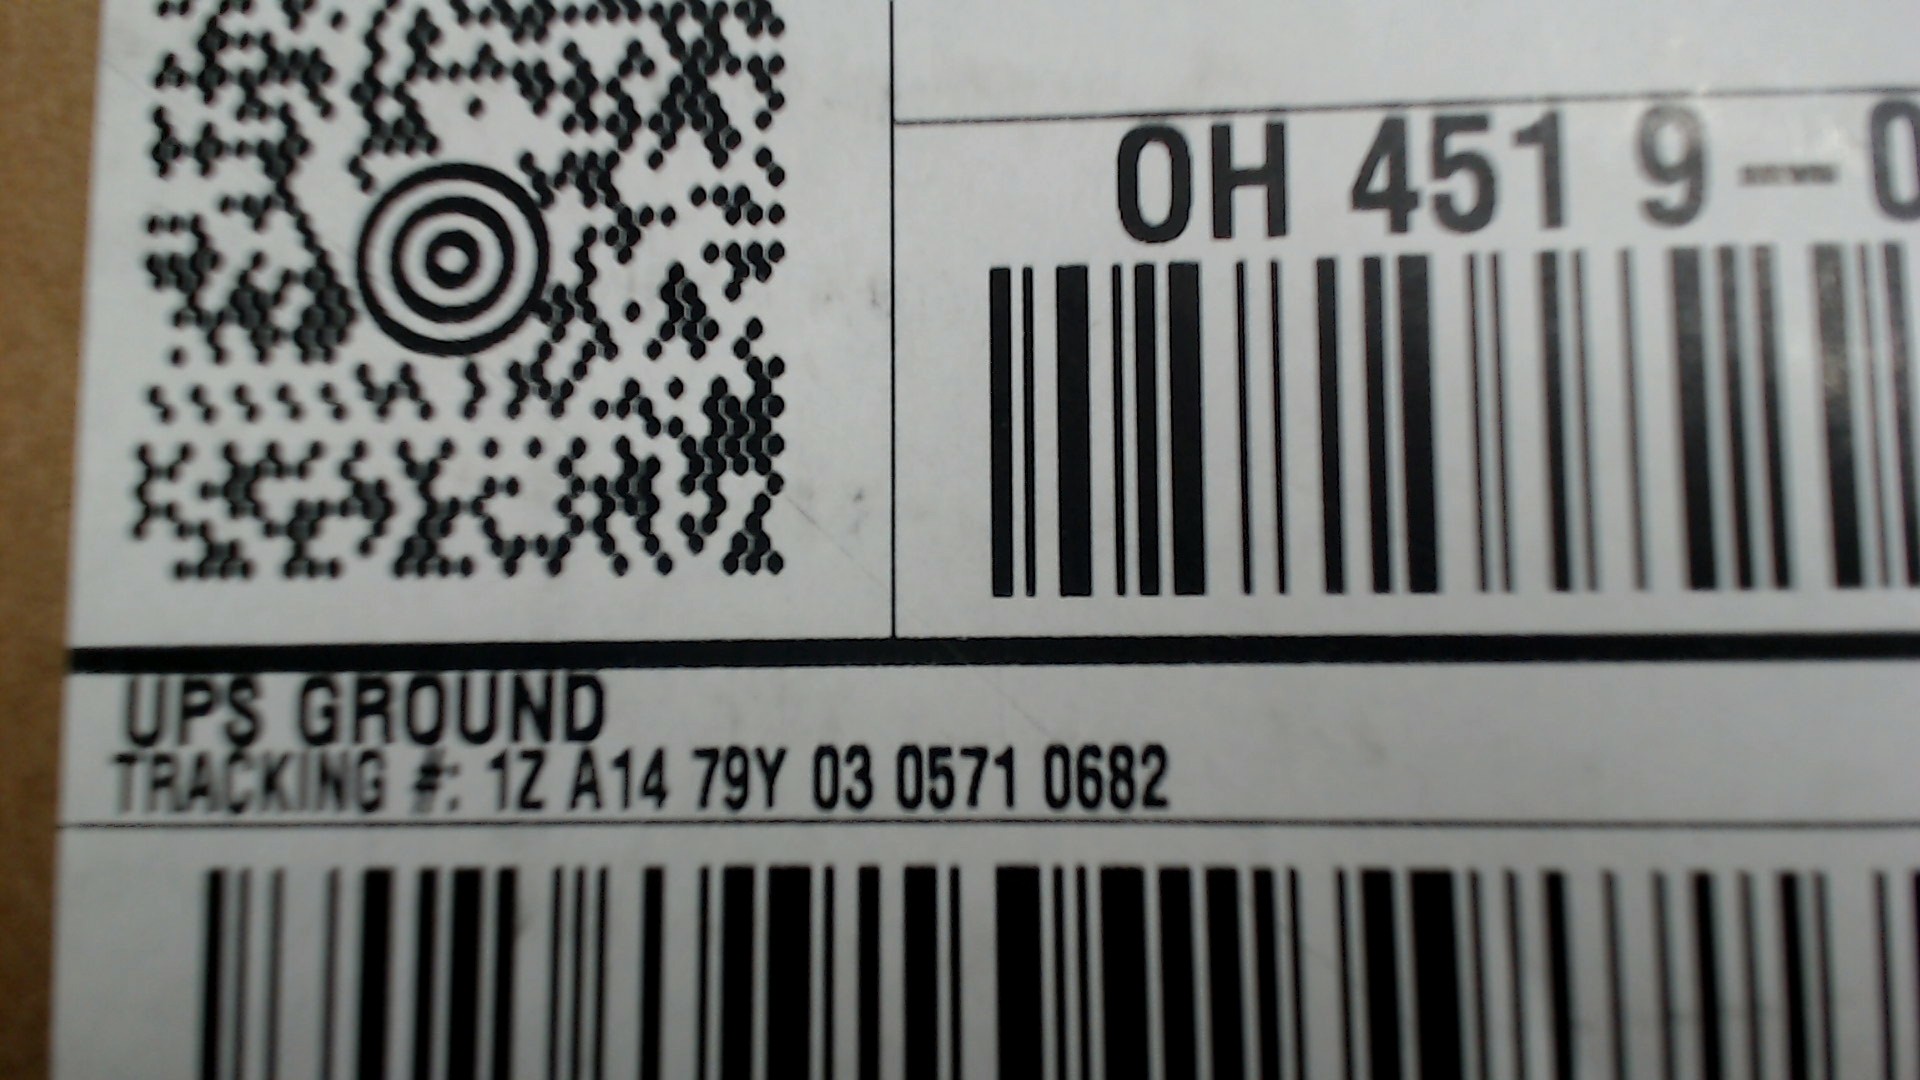 OH 451 9-0
UPS GROUND
TRACKING #: 1Z A14 79Y 03 0571 0682